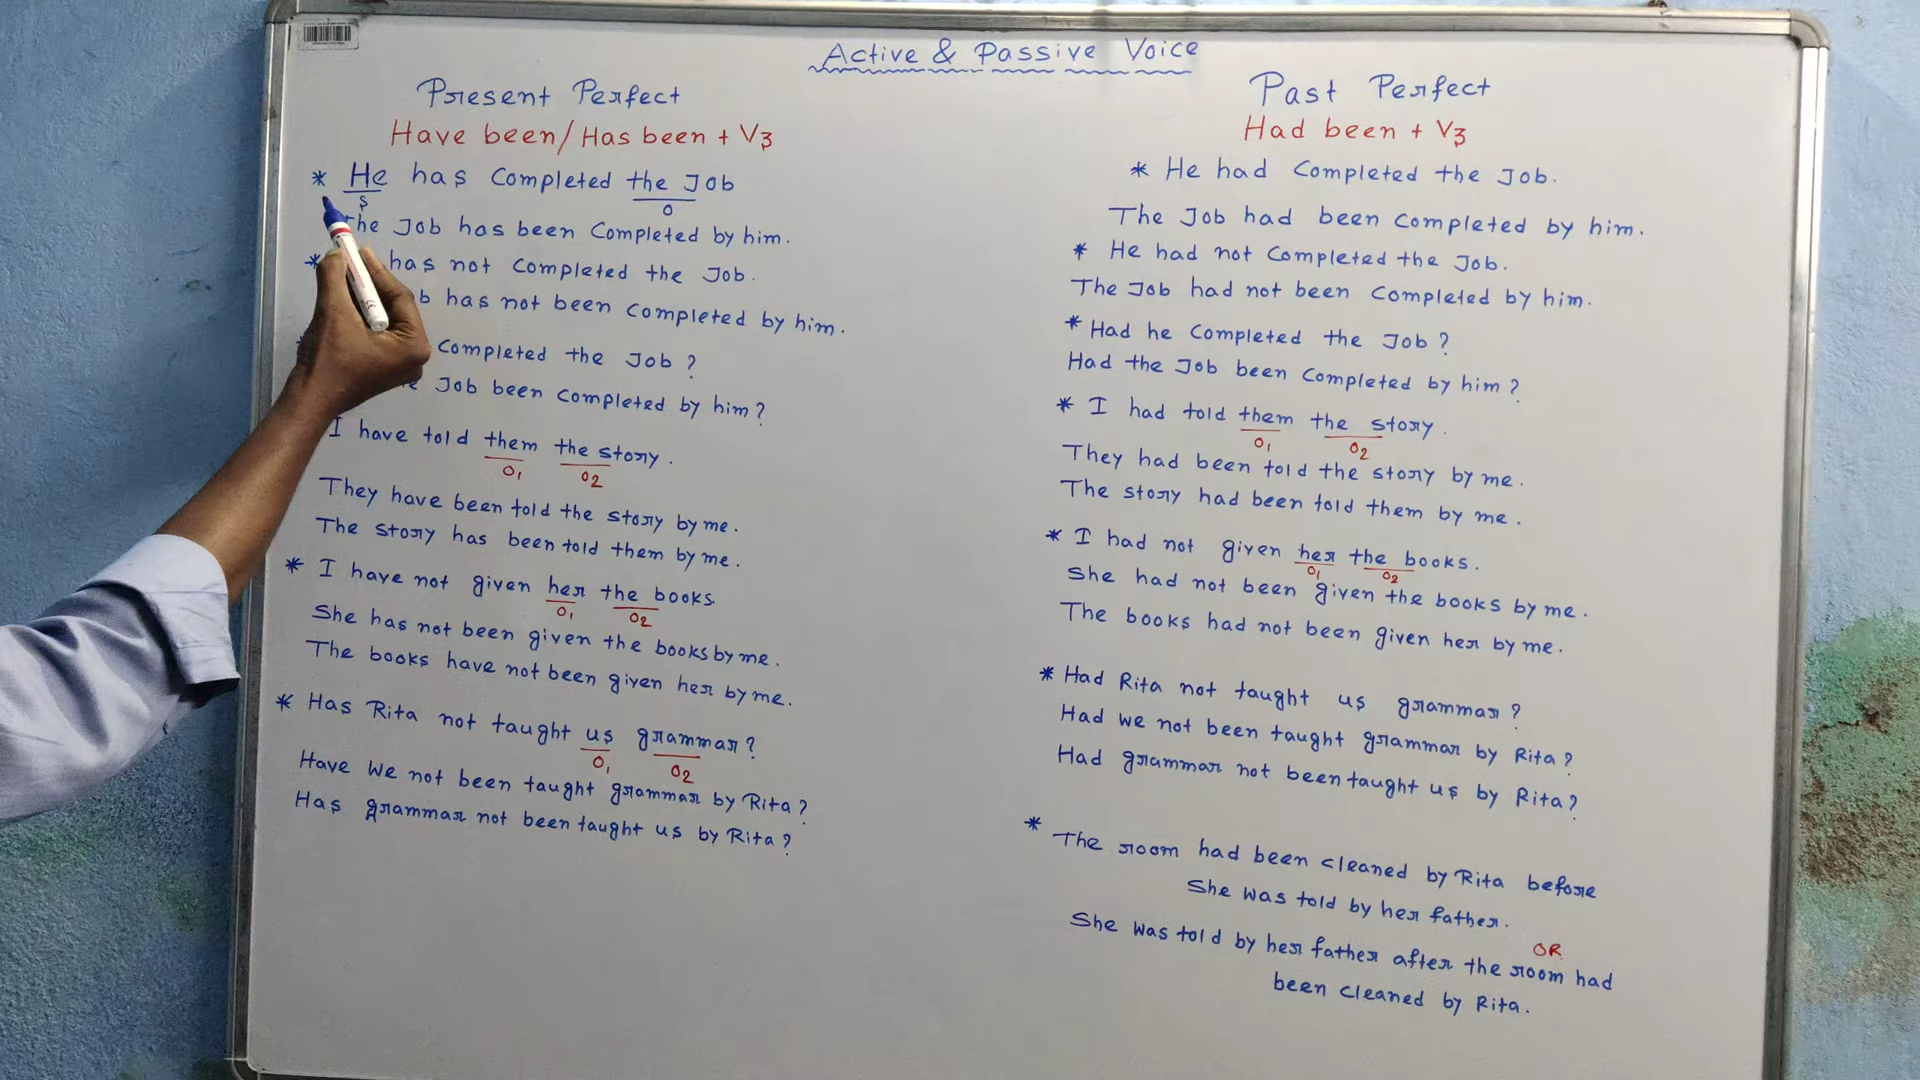 Active & Passive Voice
Present Perfect
Have been/Has been + V3
* He has completed the Job
S
O
The Job has been completed by him.
* has not completed the Job.
has not been completed by him.
completed the Job ?
Job been completed by him ?
I have told them the story.
O1 O2
They have been told the story by me.
The story has been told them by me.
* I have not given her the books.
O1 O2
She has not been given the books by me.
The books have not been given her by me.
* Has Rita not taught us grammar ?
O1 O2
Have we not been taught grammar by Rita ?
Has grammar not been taught us by Rita ?
Past Perfect
Had been + V3
* He had completed the Job.
The Job had been completed by him.
* He had not completed the Job.
The Job had not been completed by him.
* Had he completed the Job ?
Had the Job been completed by him ?
* I had told them the story.
O1 O2
They had been told the story by me.
The story had been told them by me.
* I had not given her the books.
O1 O2
She had not been given the books by me.
The books had not been given her by me.
* Had Rita not taught us grammar ?
Had we not been taught grammar by Rita ?
Had grammar not been taught us by Rita ?
* The room had been cleaned by Rita before
She was told by her father.
OR
She was told by her father after the room had
been cleaned by Rita.